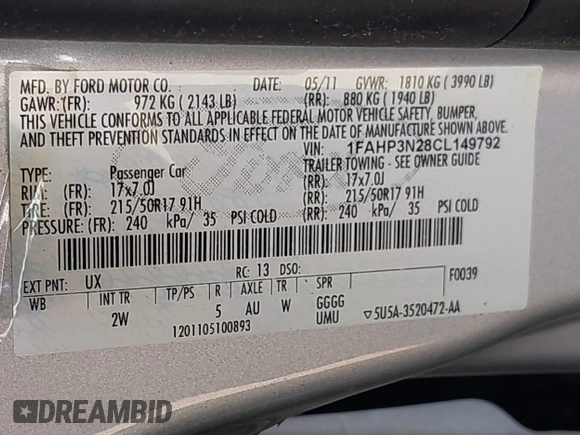 MFD. BY FORD MOTOR CO. DATE: 05/11 GVWR: 1810 KG ( 3990 LB)
GAWR:(FR) 972 KG ( 2143 LB) (RR): 880 KG ( 1940 LB)
THIS VEHICLE CONFORMS TO ALL APPLICABLE FEDERAL MOTOR VEHICLE SAFETY, BUMPER,
AND THEFT PREVENTION STANDARDS IN EFFECT ON THE DATE OF MANUFACTURE SHOWN ABOVE.
VIN: 1FAHP3N28CL149792
TYPE: Passenger Car TRAILER TOWING - SEE OWNER GUIDE
RIM: (FR): 17x7.0J (RR): 17x7.0J
TIRE: (FR): 215/50R17 91H (RR): 215/50R17 91H
PRESSURE: (FR): 240 kPa/ 35 PSI COLD (RR): 240 kPa/ 35 PSI COLD
EXT PNT: UX RC: 13 DSO: F0039
WB INT TR TP/PS R AXLE TR SPR
2W 5 AU W GGGG
UMU ▽5U5A-3520472-AA
1201105100893
DREAMBID